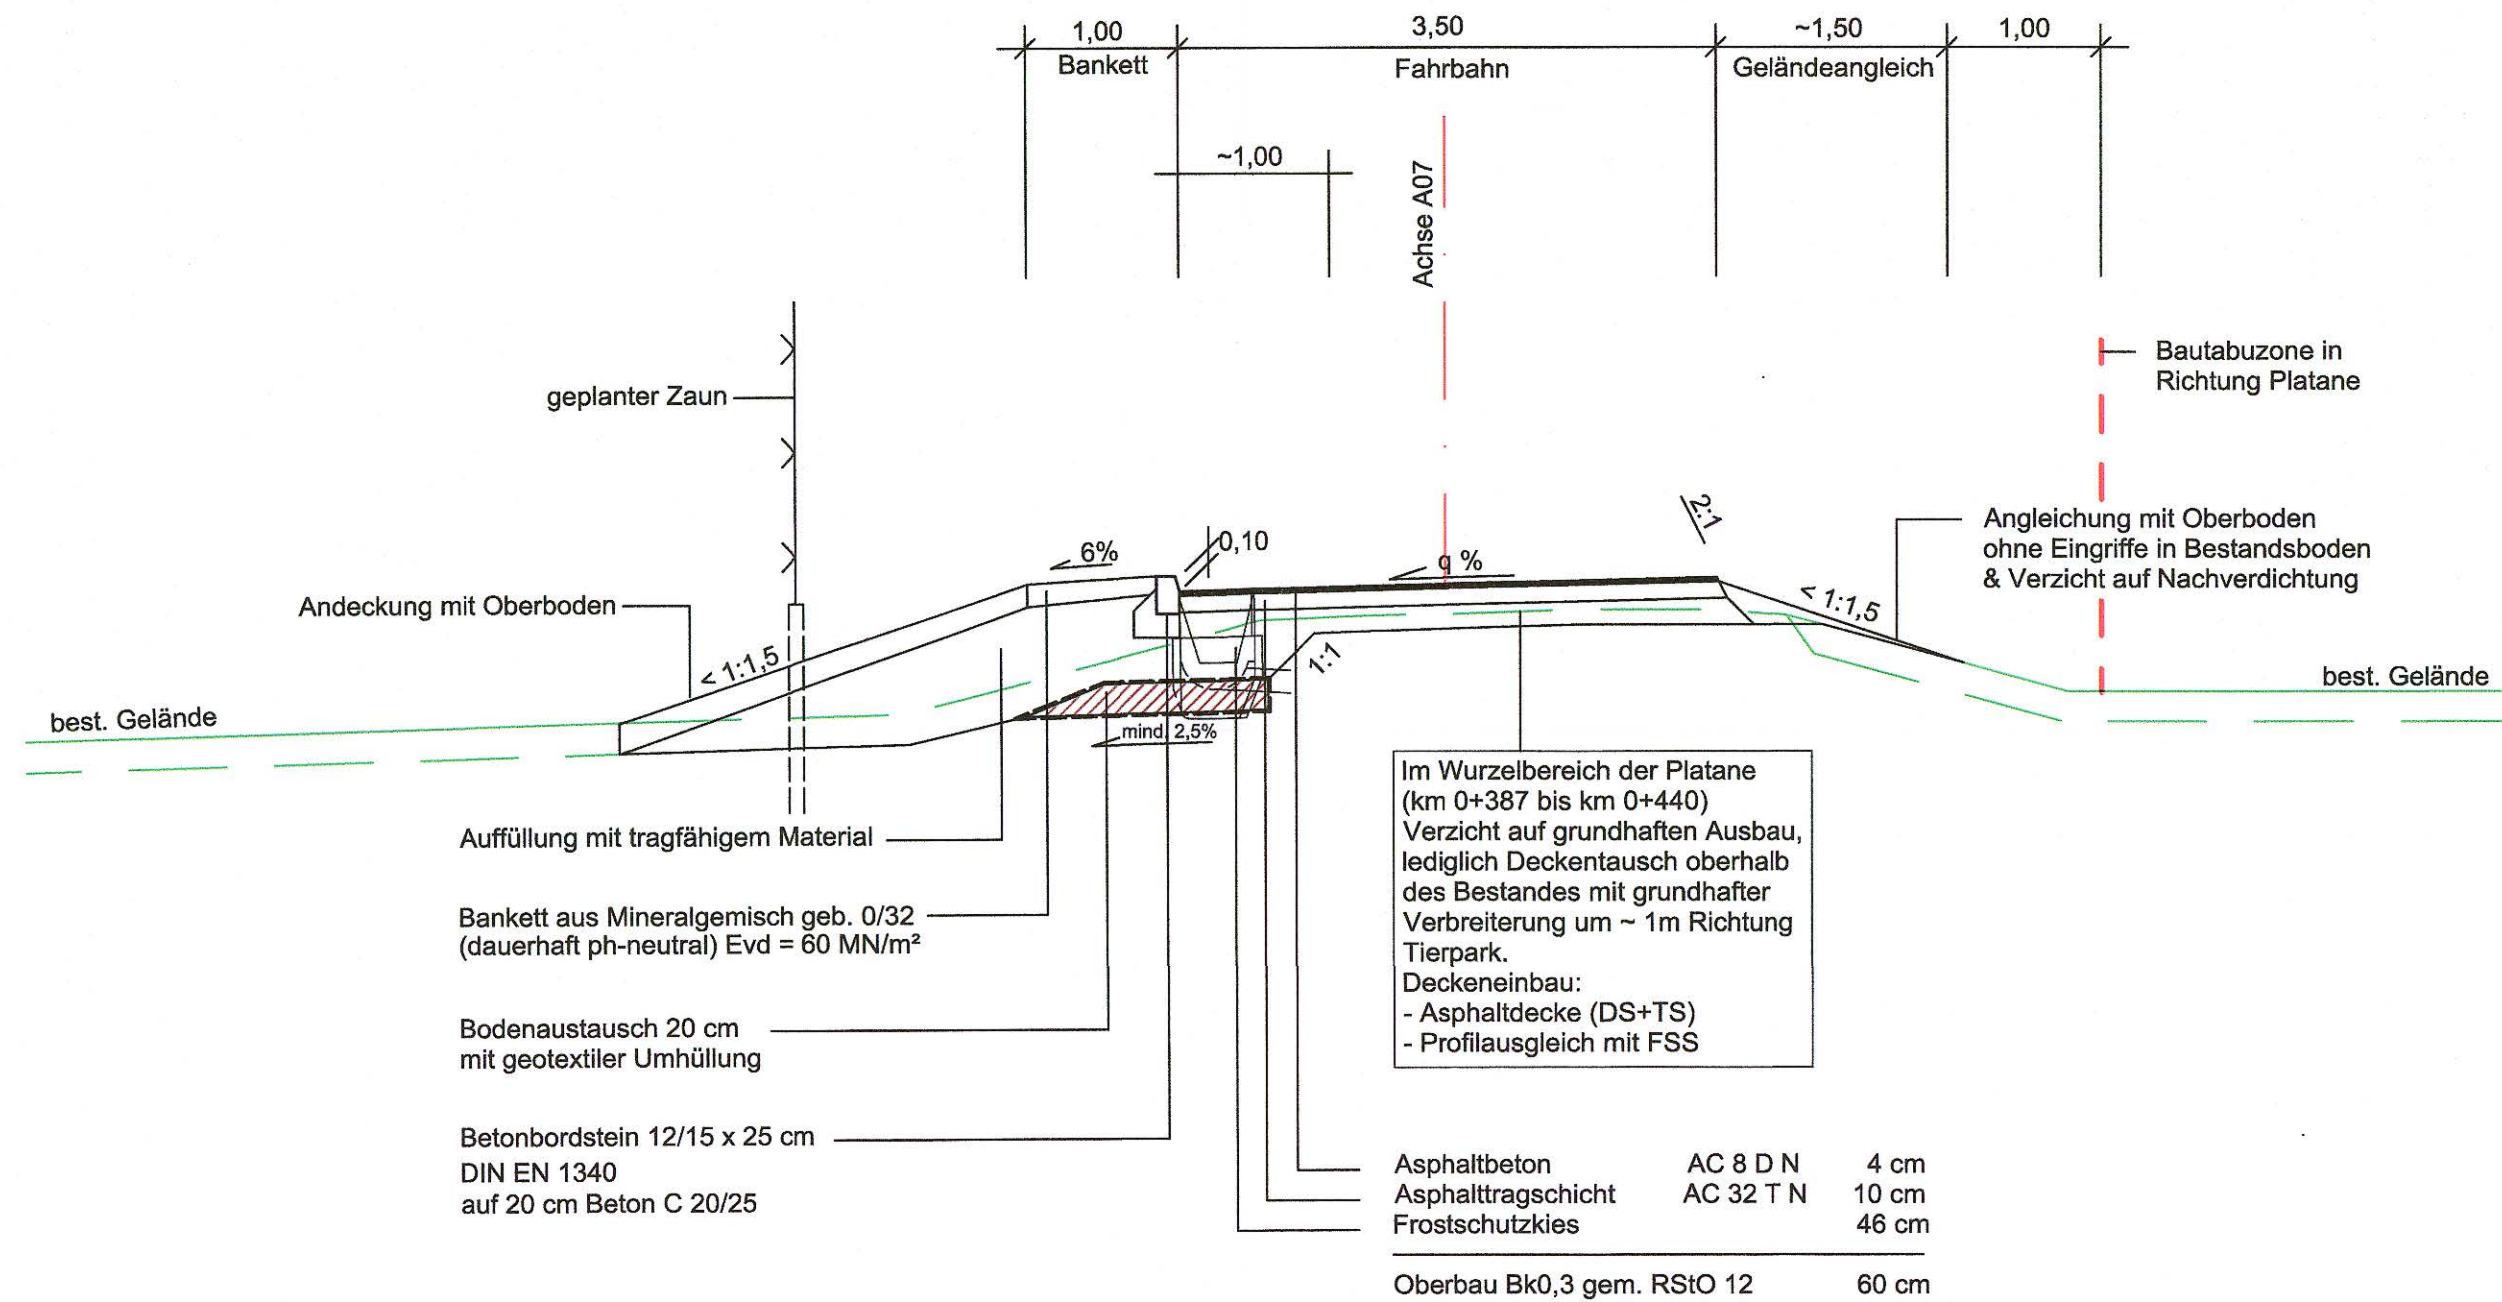 1,00
3,50
~1,50
1,00
Bankett
Fahrbahn
Geländeangleich
~1,00
Achse A07
geplanter Zaun
Bautabuzone in
Richtung Platane
2:1
Angleichung mit Oberboden
ohne Eingriffe in Bestandsboden
& Verzicht auf Nachverdichtung
6%
0,10
q %
< 1:1,5
Andeckung mit Oberboden
< 1:1,5
1:1
best. Gelände
best. Gelände
mind. 2,5%
Im Wurzelbereich der Platane
(km 0+387 bis km 0+440)
Verzicht auf grundhaften Ausbau,
lediglich Deckentausch oberhalb
des Bestandes mit grundhafter
Verbreiterung um ~ 1m Richtung
Tierpark.
Deckeneinbau:
- Asphaltdecke (DS+TS)
- Profilausgleich mit FSS
Auffüllung mit tragfähigem Material
Bankett aus Mineralgemisch geb. 0/32
(dauerhaft ph-neutral) Evd = 60 MN/m²
Bodenaustausch 20 cm
mit geotextiler Umhüllung
Betonbordstein 12/15 x 25 cm
DIN EN 1340
auf 20 cm Beton C 20/25
Asphaltbeton AC 8 D N 4 cm
Asphalttragschicht AC 32 T N 10 cm
Frostschutzkies 46 cm
Oberbau Bk0,3 gem. RStO 12 60 cm